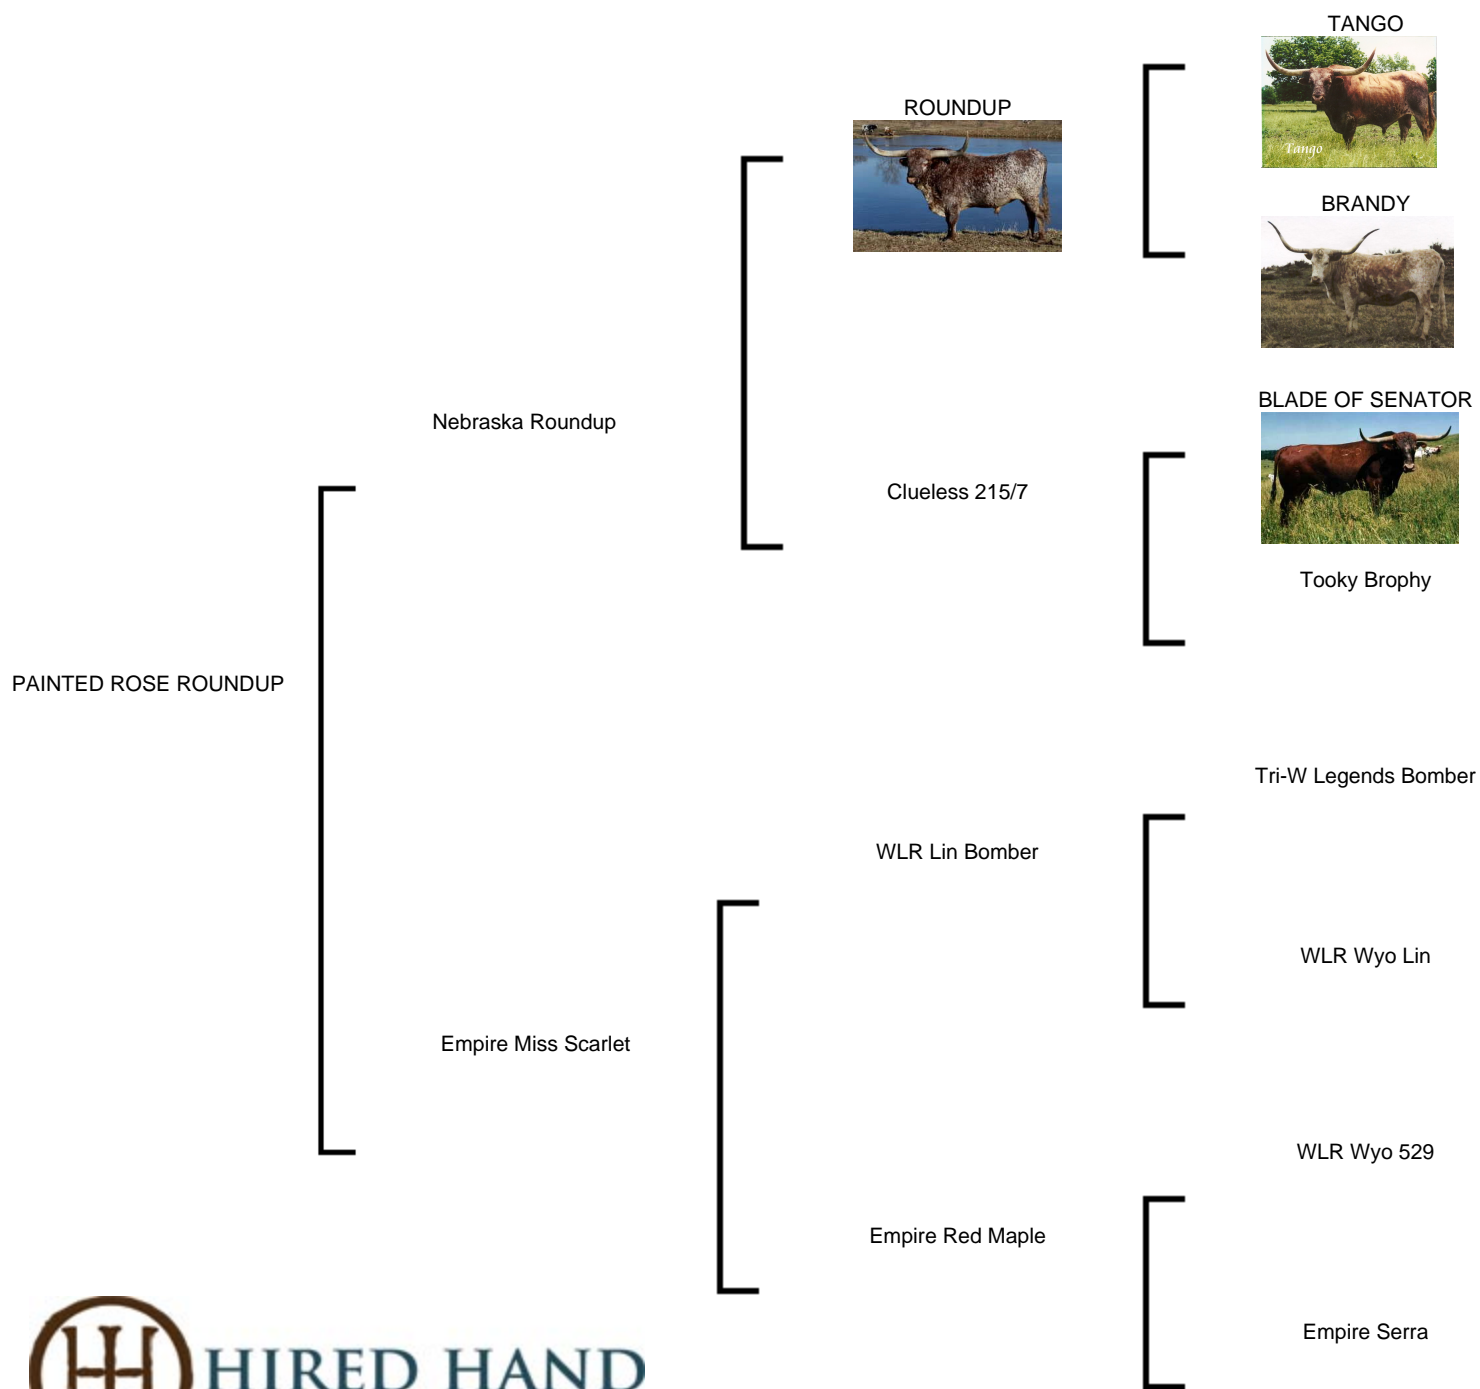 TANGO
Tango
ROUNDUP
BRANDY
BLADE OF SENATOR
Nebraska Roundup
Clueless 215/7
Tooky Brophy
PAINTED ROSE ROUNDUP
Tri-W Legends Bomber
WLR Lin Bomber
WLR Wyo Lin
Empire Miss Scarlet
WLR Wyo 529
Empire Red Maple
Empire Serra
HIRED HAND